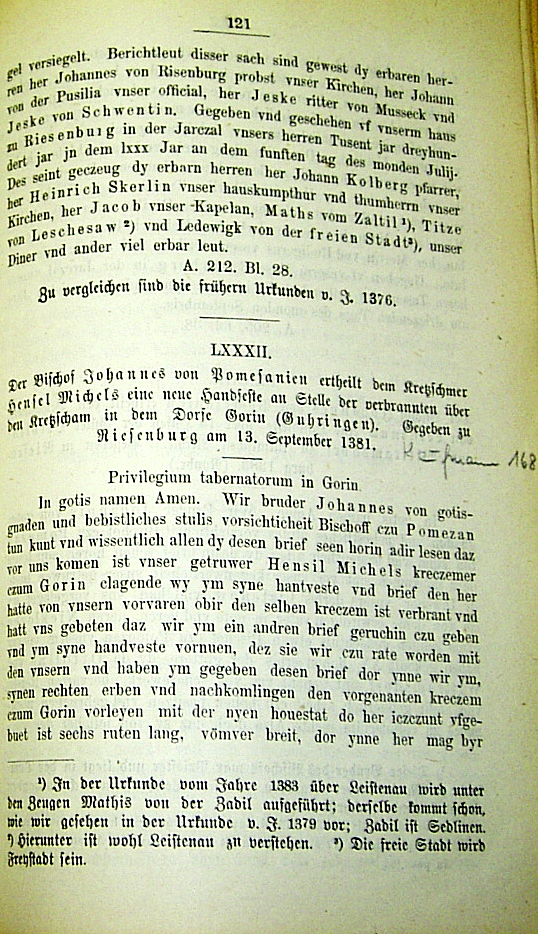 121
gel versiegelt. Berichtleut disser sach sind gewest dy erbaren her-
ren her Johannes von Risenburg probst vnser Kirchen, her Johann
von der Pusilia vnser official, her Jeske ritter von Musseck vnd
Jeske von Schwentin. Gegeben vnd geschehen vf vnserm haus
zu Riesenburg in der Jarczal vnsers herren Tusent jar dreyhun-
dert jar jn dem lxxx Jar an dem funften tag des monden Julij.
Des seint geczeug dy erbarn herren her Johann Kolberg pfarrer,
her Heinrich Skerlin vnser hauskumpthur vnd thumherrn vnser
Kirchen, her Jacob vnser Kapelan, Maths vom Zaltil ¹), Titze
von Leschesaw ²) vnd Ledewigk von der freien Stadt³), unser
Diner vnd ander viel erbar leut.
A. 212. Bl. 28.
Zu vergleichen sind die frühern Urkunden v. J. 1376.
LXXXII.
Der Bischof Johannes von Pomesanien ertheilt dem Kretzschmer
Hensel Michels eine neue Handfeste an Stelle der verbrannten über
den Kretzscham in dem Dorfe Gorin (Guhringen). Gegeben zu
Riesenburg am 13. September 1381.
Kaufmann 168
Privilegium tabernatorum in Gorin.
In gotis namen Amen. Wir bruder Johannes von gotis-
gnaden und bebistliches stulis vorsichticheit Bischoff czu Pomezan
tun kunt vnd wissentlich allen dy desen brief seen horin adir lesen daz
vor uns komen ist vnser getruwer Hensil Michels kreczemer
czum Gorin clagende wy ym syne hantveste vnd brief den her
hatte von vnsern vorvaren obir den selben kreczem ist verbrant vnd
hatt vns gebeten daz wir ym ein andren brief geruchin czu geben
vnd ym syne handveste vornuen, dez sie wir czu rate worden mit
den vnsern vnd haben ym gegeben desen brief dor ynne wir ym,
synen rechten erben vnd nachkomlingen den vorgenanten kreczem
czum Gorin vorleyen mit der nyen houestat do her iczczunt vfge-
buet ist sechs ruten lang, vömver breit, dor ynne her mag byr
¹) In der Urkunde vom Jahre 1383 über Leistenau wird unter
den Zeugen Mathis von der Zadil aufgeführt; derselbe kommt schon,
wie wir gesehen in der Urkunde v. J. 1379 vor; Zadil ist Sedlinen.
²) Hierunter ist wohl Leistenau zu verstehen. ³) Die freie Stadt wird
Freystadt sein.